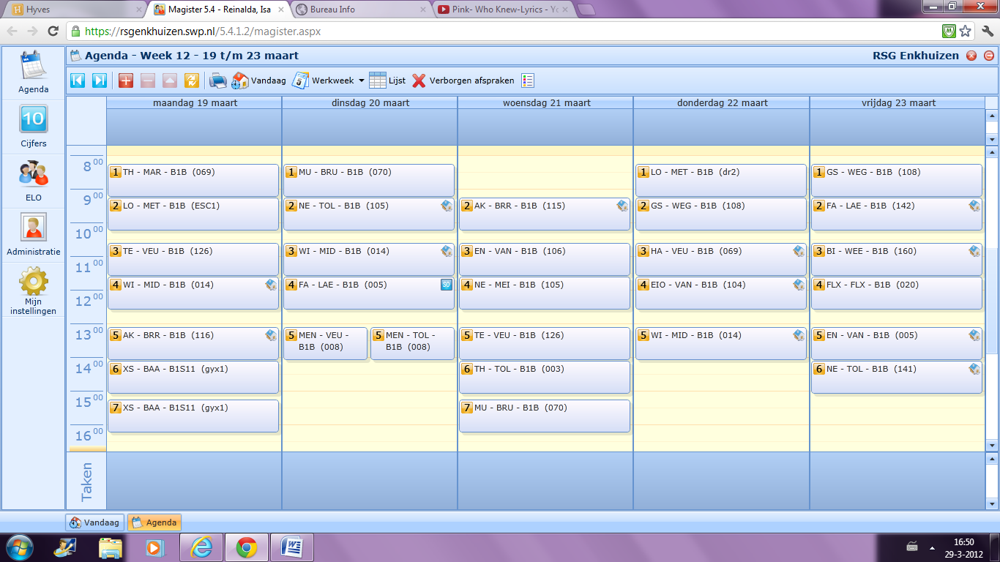 Hyves
Magister 5.4 - Reinalda, Isa
Bureau Info
Pink- Who Knew-Lyrics - Yo
https://rsgenkhuizen.swp.nl/5.4.1.2/magister.aspx
Agenda - Week 12 - 19 t/m 23 maart
RSG Enkhuizen
Vandaag
Werkweek
Lijst
Verborgen afspraken
Agenda
10
Cijfers
ELO
Administratie
Mijn
instellingen
maandag 19 maart
dinsdag 20 maart
woensdag 21 maart
donderdag 22 maart
vrijdag 23 maart
8 00
9 00
10 00
11 00
12 00
13 00
14 00
15 00
16 00
1 TH - MAR - B1B (069)
2 LO - MET - B1B (ESC1)
3 TE - VEU - B1B (126)
4 WI - MID - B1B (014)
5 AK - BRR - B1B (116)
6 XS - BAA - B1S11 (gyx1)
7 XS - BAA - B1S11 (gyx1)
1 MU - BRU - B1B (070)
2 NE - TOL - B1B (105)
3 WI - MID - B1B (014)
4 FA - LAE - B1B (005)
SO
5 MEN - VEU -
B1B (008)
5 MEN - TOL -
B1B (008)
2 AK - BRR - B1B (115)
3 EN - VAN - B1B (106)
4 NE - MEI - B1B (105)
5 TE - VEU - B1B (126)
6 TH - TOL - B1B (003)
7 MU - BRU - B1B (070)
1 LO - MET - B1B (dr2)
2 GS - WEG - B1B (108)
3 HA - VEU - B1B (069)
4 EIO - VAN - B1B (104)
5 WI - MID - B1B (014)
1 GS - WEG - B1B (108)
2 FA - LAE - B1B (142)
3 BI - WEE - B1B (160)
4 FLX - FLX - B1B (020)
5 EN - VAN - B1B (005)
6 NE - TOL - B1B (141)
Taken
Vandaag
Agenda
16:50
29-3-2012